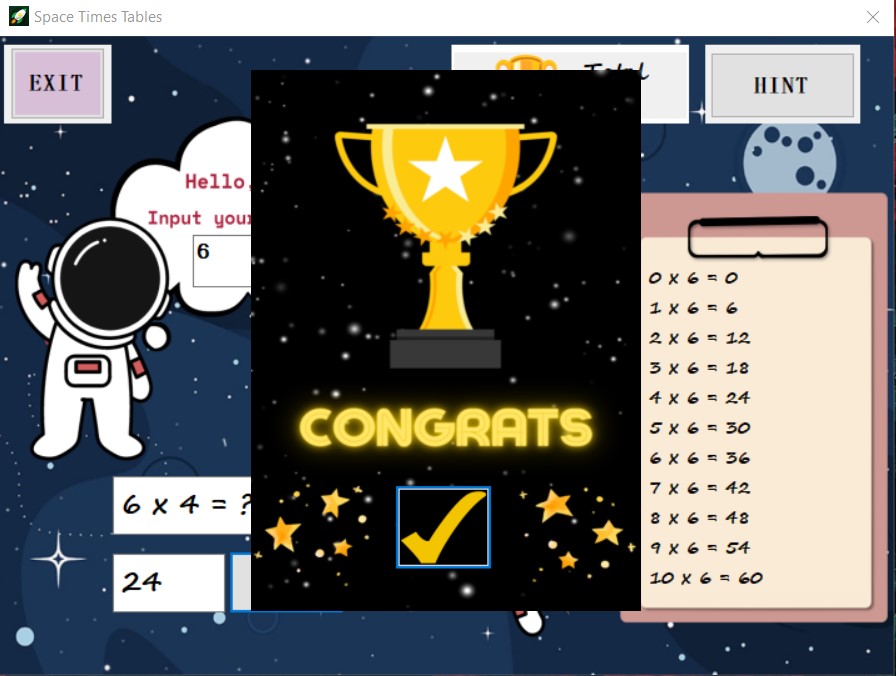 Space Times Tables
EXIT
Total
HINT
Hello,
Input your
6
0 x 6 = 0
1 x 6 = 6
2 x 6 = 12
3 x 6 = 18
4 x 6 = 24
5 x 6 = 30
6 x 6 = 36
7 x 6 = 42
8 x 6 = 48
9 x 6 = 54
10 x 6 = 60
CONGRATS
6 x 4 = ?
24